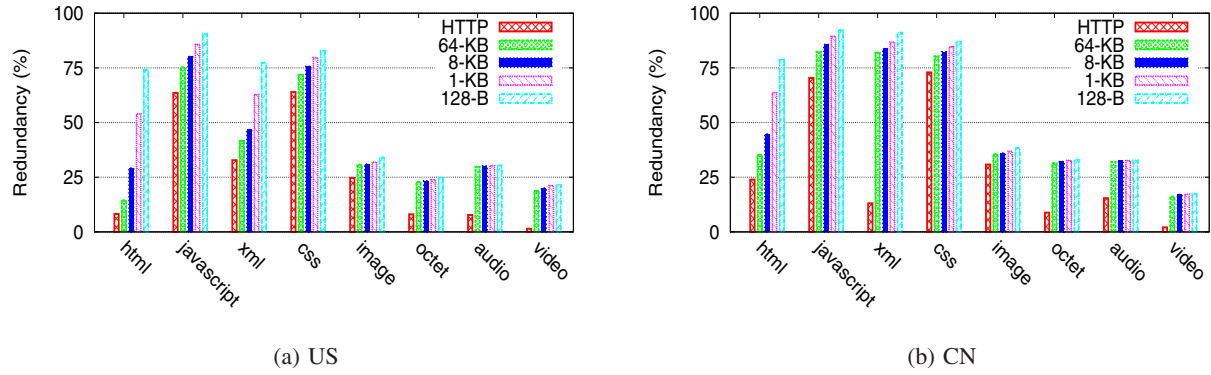 Redundancy (%)
100
75
50
25
0
HTTP
64-KB
8-KB
1-KB
128-B
html
javascript
xml
css
image
octet
audio
video
(a) US
Redundancy (%)
100
75
50
25
0
HTTP
64-KB
8-KB
1-KB
128-B
html
javascript
xml
css
image
octet
audio
video
(b) CN